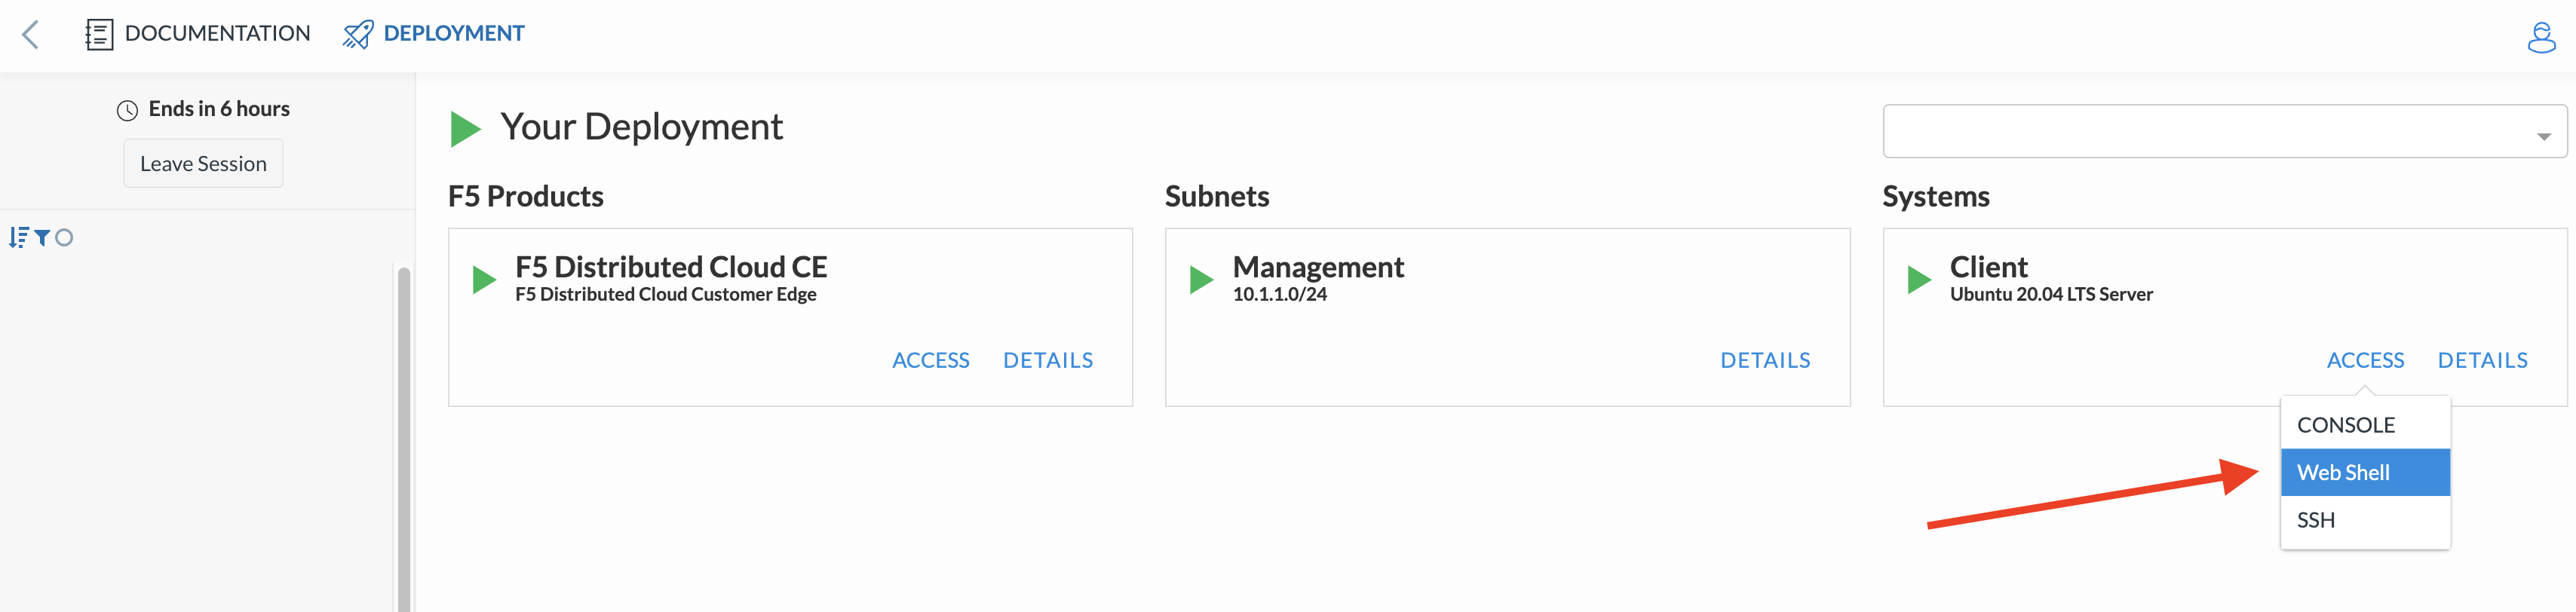 DOCUMENTATION
DEPLOYMENT
Ends in 6 hours
Leave Session
Your Deployment
F5 Products
F5 Distributed Cloud CE
F5 Distributed Cloud Customer Edge
ACCESS DETAILS
Subnets
Management
10.1.1.0/24
DETAILS
Systems
Client
Ubuntu 20.04 LTS Server
ACCESS DETAILS
CONSOLE
Web Shell
SSH